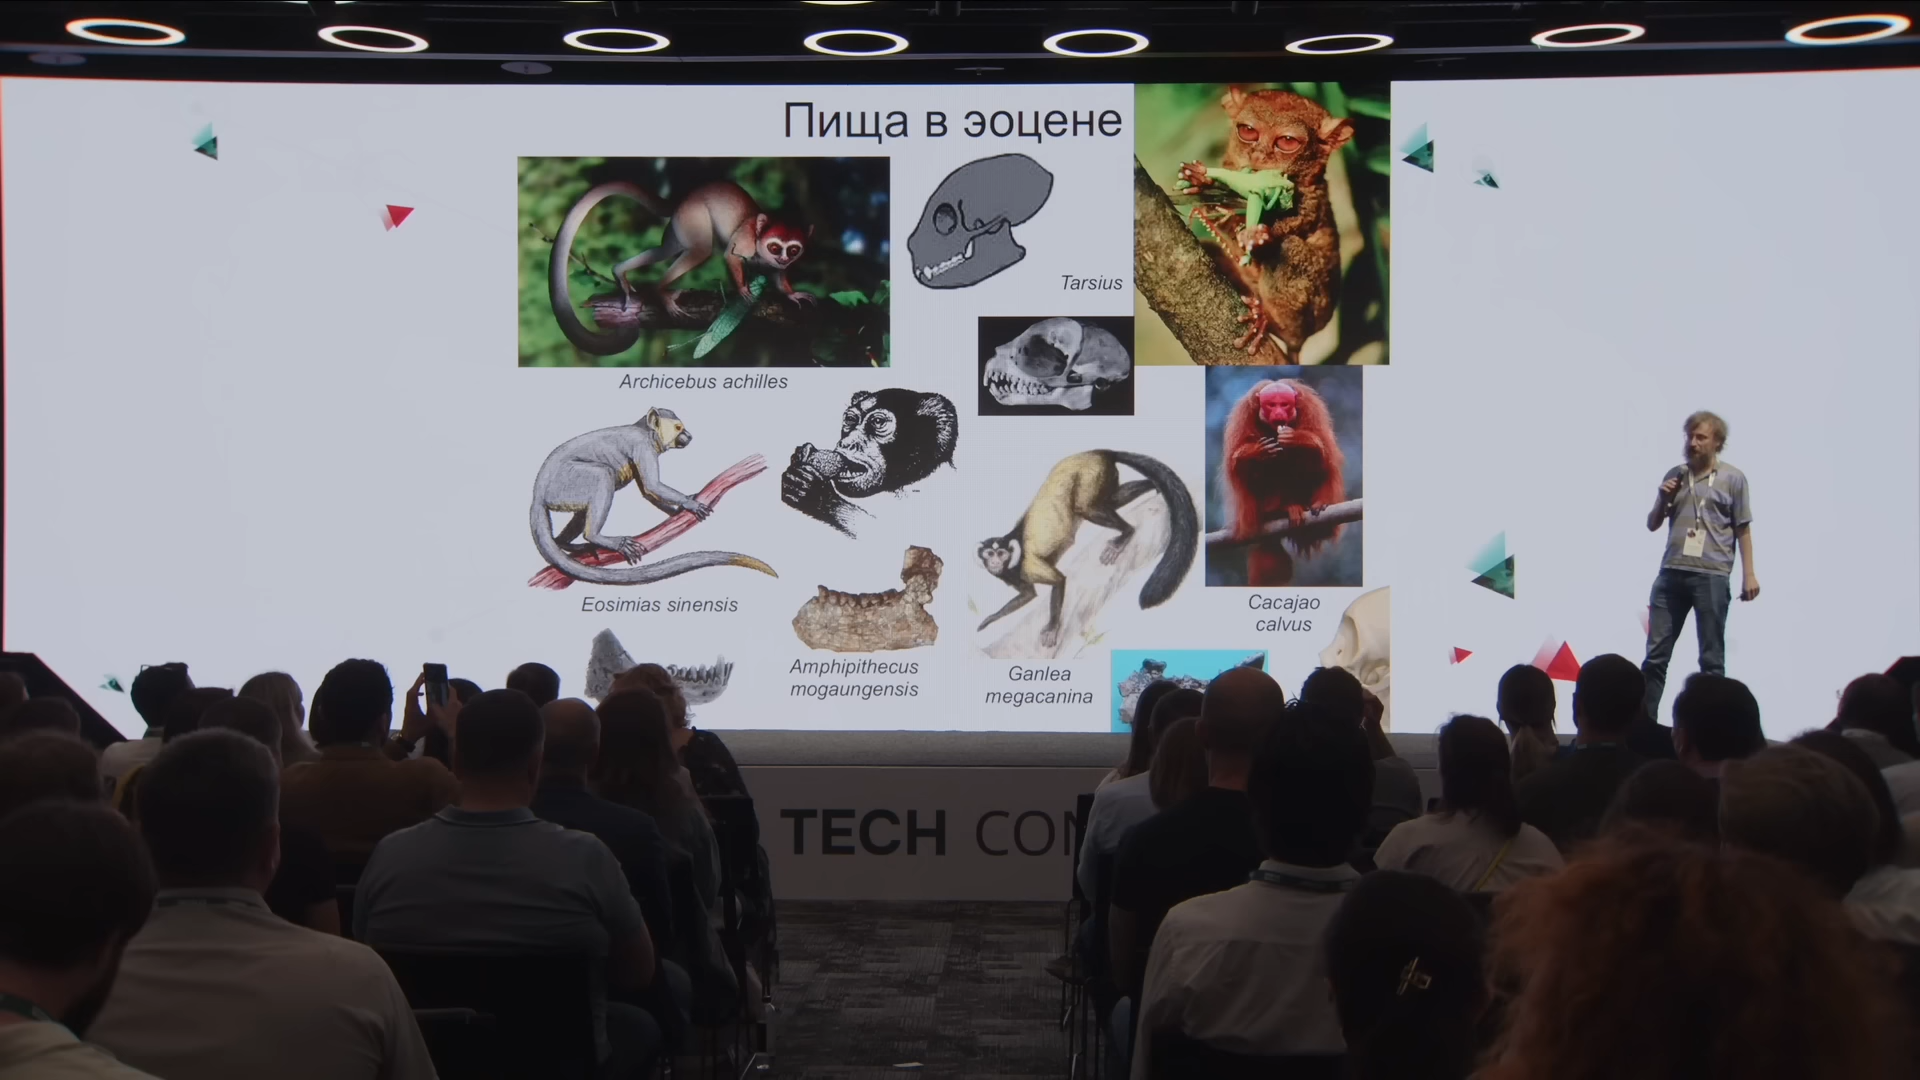 Пища в эоцене
Tarsius
Archicebus achilles
Eosimias sinensis
Cacajao
calvus
Amphipithecus
mogaungensis
Ganlea
megacanina
TECH CON